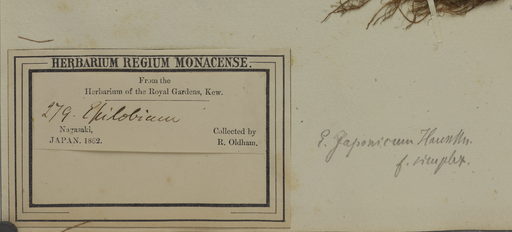 HERBARIUM REGIUM MONACENSE.
From the
Herbarium of the Royal Gardens, Kew.
279. Epilobium
Nagasaki,
JAPAN. 1862.
Collected by
R. Oldham.
E. Japonicum Hausskn.
f. simplex.